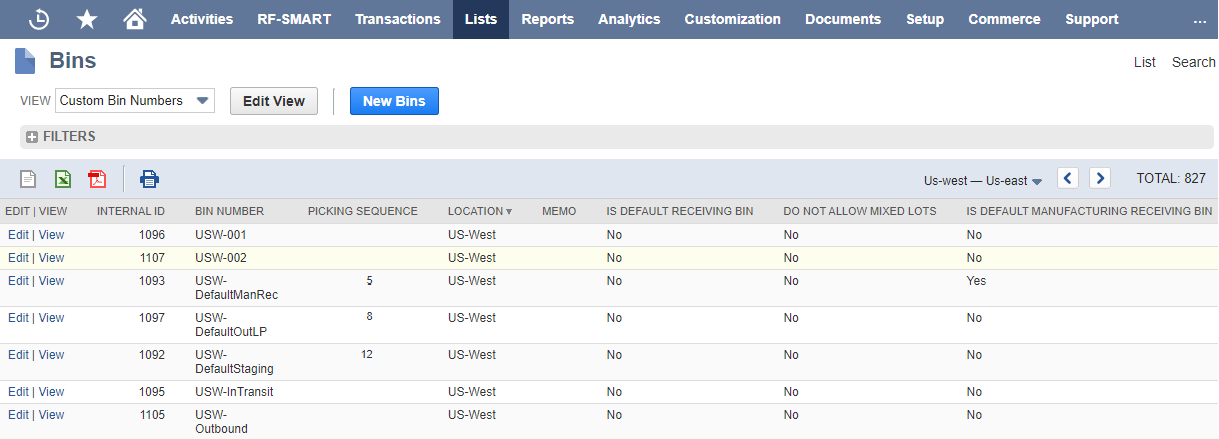 Activities RF-SMART Transactions Lists Reports Analytics Customization Documents Setup Commerce Support ...
Bins List Search
VIEW Custom Bin Numbers Edit View New Bins
FILTERS
Us-west — Us-east TOTAL: 827
EDIT | VIEW INTERNAL ID BIN NUMBER PICKING SEQUENCE LOCATION MEMO IS DEFAULT RECEIVING BIN DO NOT ALLOW MIXED LOTS IS DEFAULT MANUFACTURING RECEIVING BIN
Edit | View 1096 USW-001 US-West No No No
Edit | View 1107 USW-002 US-West No No No
Edit | View 1093 USW- 5 US-West No No Yes
DefaultManRec
Edit | View 1097 USW- 8 US-West No No No
DefaultOutLP
Edit | View 1092 USW- 12 US-West No No No
DefaultStaging
Edit | View 1095 USW-InTransit US-West No No No
Edit | View 1105 USW- US-West No No No
Outbound